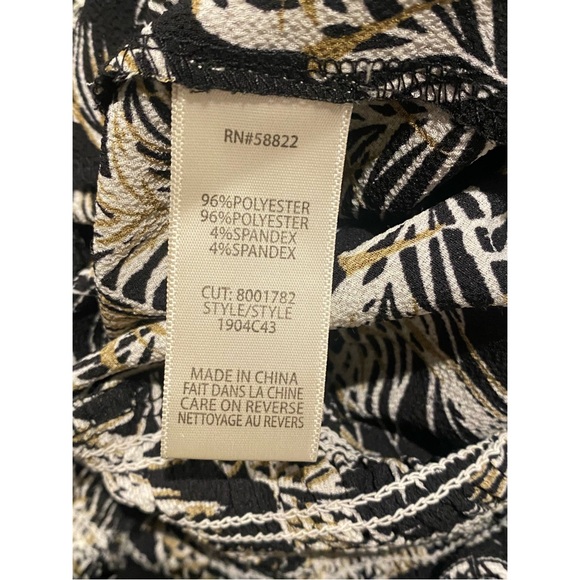 RN#58822
96%POLYESTER
96%POLYESTER
4%SPANDEX
4%SPANDEX
CUT: 8001782
STYLE/STYLE
1904C43
MADE IN CHINA
FAIT DANS LA CHINE
CARE ON REVERSE
NETTOYAGE AU REVERS